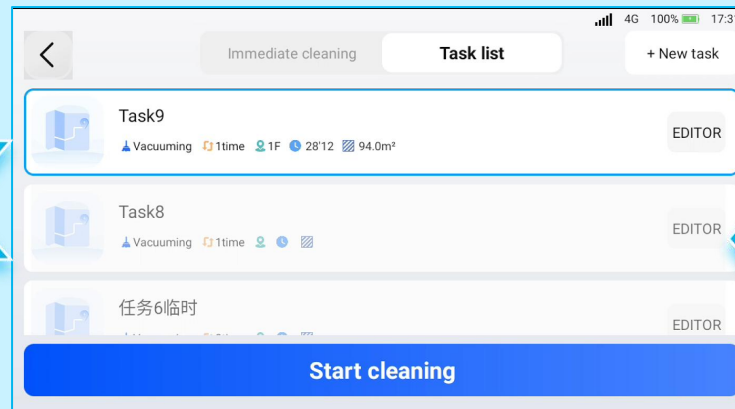 4G 100% 17:3
Immediate cleaning Task list + New task
Task9
Vacuuming 1time 1F 28'12 94.0m²
EDITOR
Task8
Vacuuming 1time
EDITOR
任务6临时
EDITOR
Start cleaning